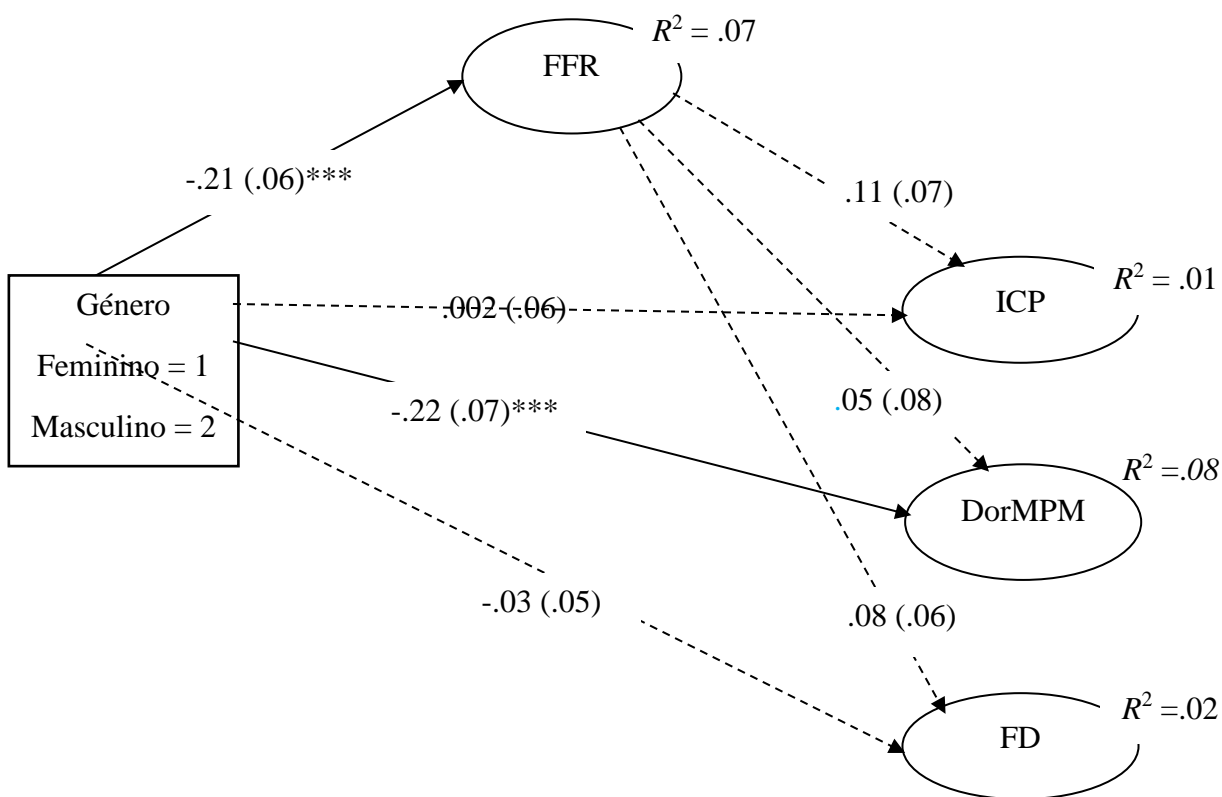 R² = .07
FFR
-.21 (.06)***
.11 (.07)
R² = .01
Género
ICP
.002 (.06)
Feminino = 1
.05 (.08)
-.22 (.07)***
Masculino = 2
R² =.08
DorMPM
-.03 (.05)
.08 (.06)
R² =.02
FD